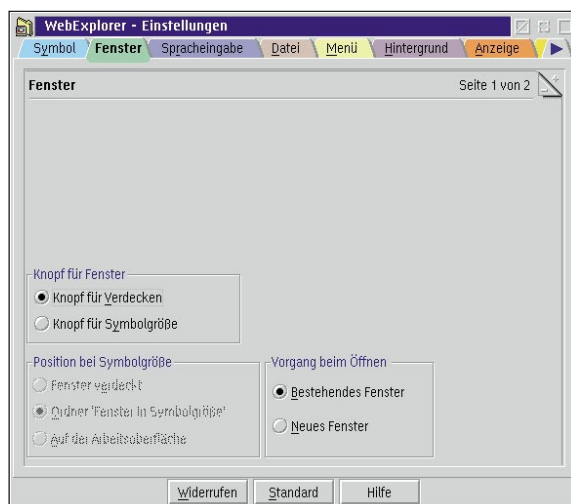 WebExplorer - Einstellungen
Symbol Fenster Spracheingabe Datei Menü Hintergrund Anzeige
Fenster Seite 1 von 2
Knopf für Fenster
Knopf für Verdecken
Knopf für Symbolgröße
Position bei Symbolgröße
Fenster verdeckt
Ordner 'Fenster in Symbolgröße'
Auf der Arbeitsoberfläche
Vorgang beim Öffnen
Bestehendes Fenster
Neues Fenster
Widerrufen Standard Hilfe